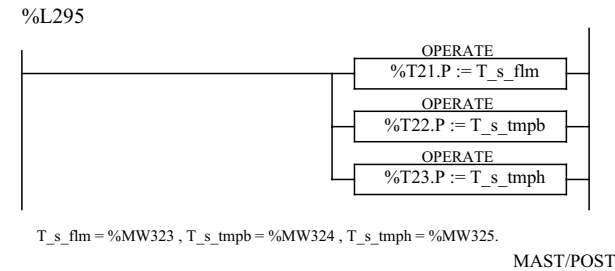 %L295
OPERATE
%T21.P := T_s_flm
OPERATE
%T22.P := T_s_tmpb
OPERATE
%T23.P := T_s_tmph
T_s_flm = %MW323 , T_s_tmpb = %MW324 , T_s_tmph = %MW325.
MAST/POST